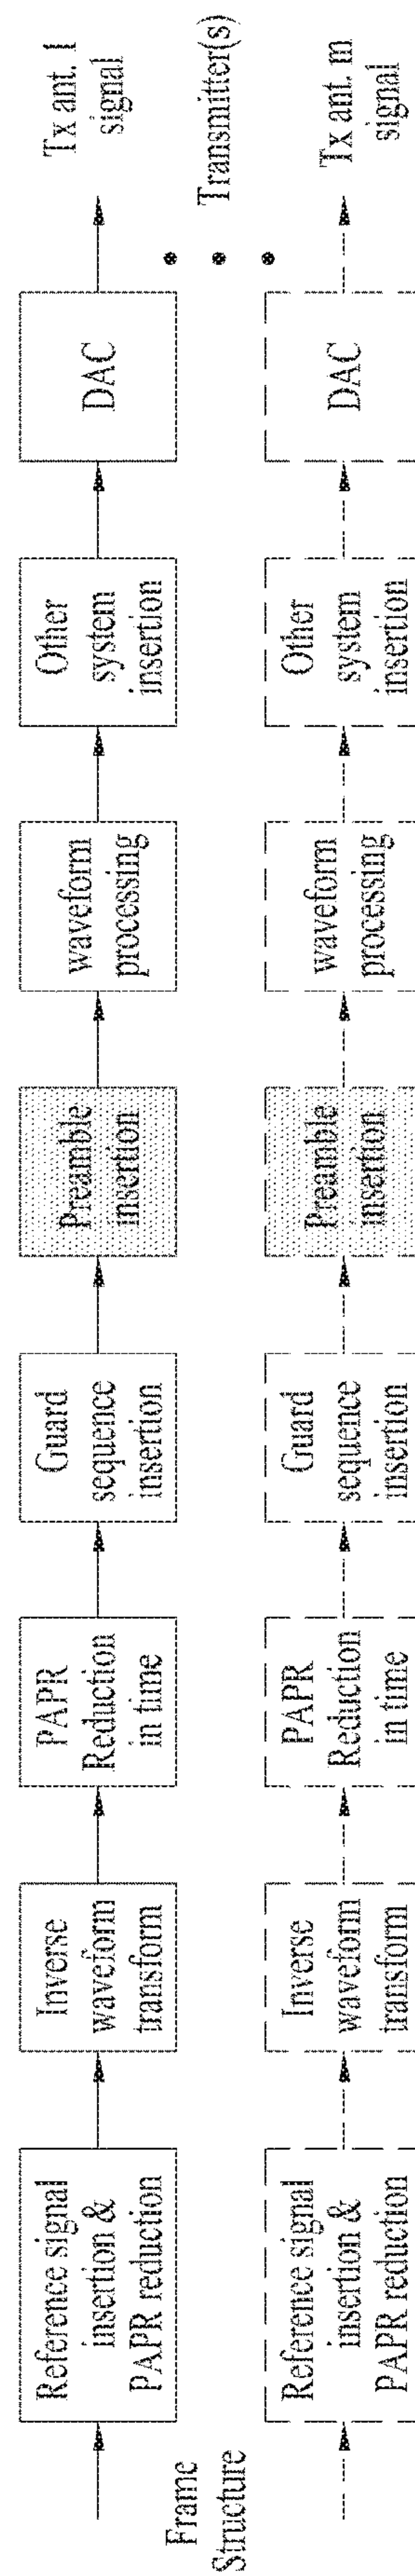 Frame
Structure
Reference signal
insertion &
PAPR reduction
Inverse
waveform
transform
PAPR
Reduction
in time
Guard
sequence
insertion
Preamble
insertion
waveform
processing
Other
system
insertion
DAC
Tx ant. 1
signal
Transmitter(s)
Reference signal
insertion &
PAPR reduction
Inverse
waveform
transform
PAPR
Reduction
in time
Guard
sequence
insertion
Preamble
insertion
waveform
processing
Other
system
insertion
DAC
Tx ant. m
signal